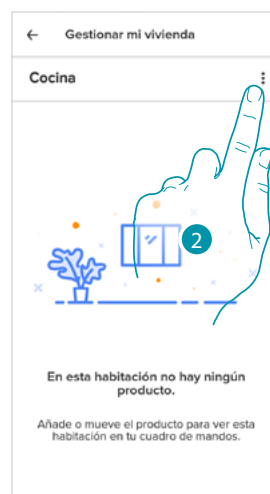 Gestionar mi vivienda
Cocina
2
En esta habitación no hay ningún
producto.
Añade o mueve el producto para ver esta
habitación en tu cuadro de mandos.